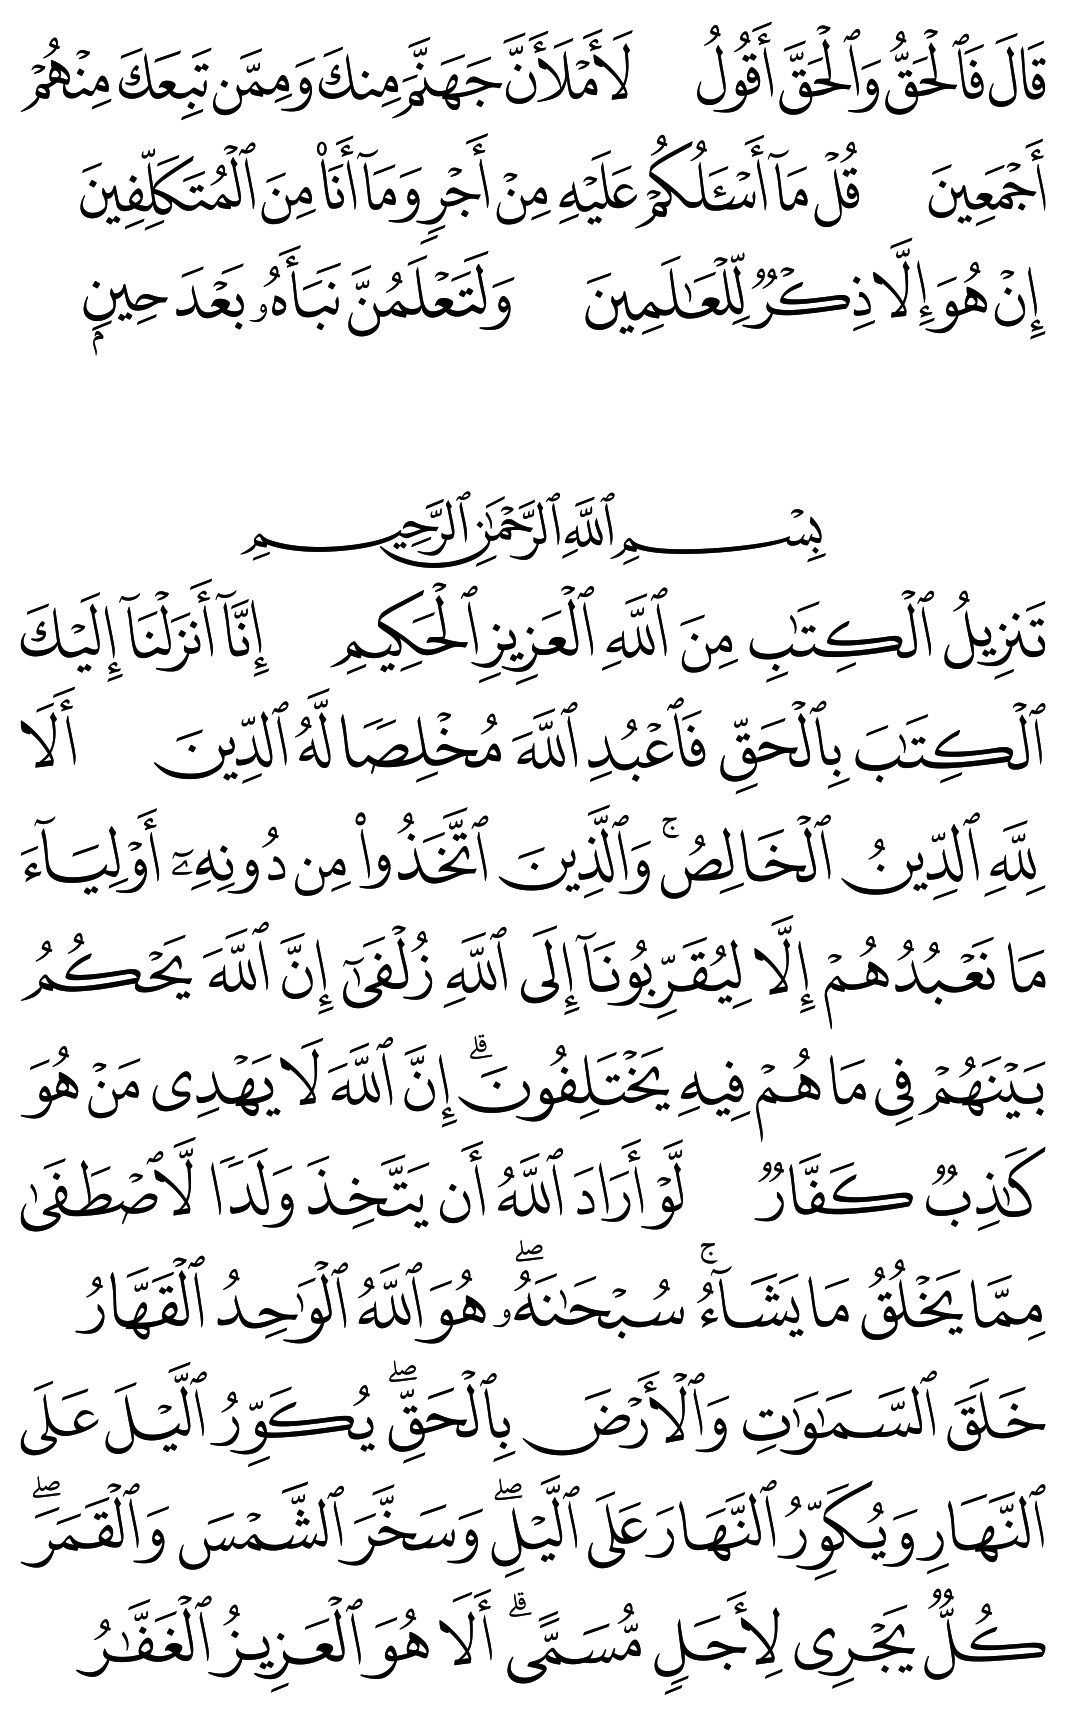 قَالَ فَٱلْحَقُّ وَٱلْحَقَّ أَقُولُ لَأَمْلَأَنَّ جَهَنَّمَ مِنكَ وَمِمَّن تَبِعَكَ مِنْهُمْ
أَجْمَعِينَ قُلْ مَآ أَسْـَٔلُكُمْ عَلَيْهِ مِنْ أَجْرٍ وَمَآ أَنَا۠ مِنَ ٱلْمُتَكَلِّفِينَ
إِنْ هُوَ إِلَّا ذِكْرٌ لِّلْعَـٰلَمِينَ وَلَتَعْلَمُنَّ نَبَأَهُۥ بَعْدَ حِينٍۭ
بِسْمِ ٱللَّهِ ٱلرَّحْمَـٰنِ ٱلرَّحِيمِ
تَنزِيلُ ٱلْكِتَـٰبِ مِنَ ٱللَّهِ ٱلْعَزِيزِ ٱلْحَكِيمِ إِنَّآ أَنزَلْنَآ إِلَيْكَ
ٱلْكِتَـٰبَ بِٱلْحَقِّ فَٱعْبُدِ ٱللَّهَ مُخْلِصًا لَّهُ ٱلدِّينَ أَلَا
لِلَّهِ ٱلدِّينُ ٱلْخَالِصُ ۚ وَٱلَّذِينَ ٱتَّخَذُوا۟ مِن دُونِهِۦٓ أَوْلِيَآءَ
مَا نَعْبُدُهُمْ إِلَّا لِيُقَرِّبُونَآ إِلَى ٱللَّهِ زُلْفَىٰٓ إِنَّ ٱللَّهَ يَحْكُمُ
بَيْنَهُمْ فِى مَا هُمْ فِيهِ يَخْتَلِفُونَ ۗ إِنَّ ٱللَّهَ لَا يَهْدِى مَنْ هُوَ
كَـٰذِبٌ كَفَّارٌ لَّوْ أَرَادَ ٱللَّهُ أَن يَتَّخِذَ وَلَدًا لَّٱصْطَفَىٰ
مِمَّا يَخْلُقُ مَا يَشَآءُ ۚ سُبْحَـٰنَهُۥ ۖ هُوَ ٱللَّهُ ٱلْوَٰحِدُ ٱلْقَهَّارُ
خَلَقَ ٱلسَّمَـٰوَٰتِ وَٱلْأَرْضَ بِٱلْحَقِّ ۖ يُكَوِّرُ ٱلَّيْلَ عَلَى
ٱلنَّهَارِ وَيُكَوِّرُ ٱلنَّهَارَ عَلَى ٱلَّيْلِ ۖ وَسَخَّرَ ٱلشَّمْسَ وَٱلْقَمَرَ ۖ
كُلٌّ يَجْرِى لِأَجَلٍ مُّسَمًّى ۗ أَلَا هُوَ ٱلْعَزِيزُ ٱلْغَفَّـٰرُ